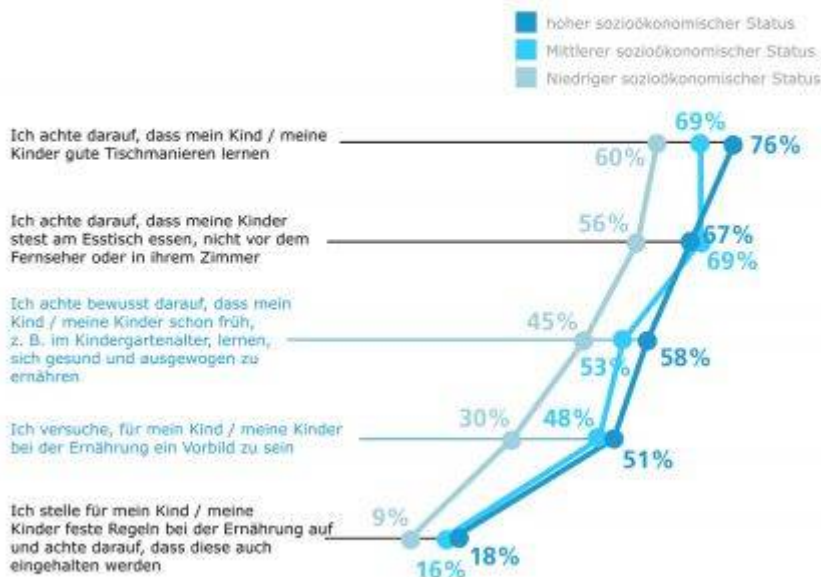 hoher sozioökonomischer Status
Mittlerer sozioökonomischer Status
Niedriger sozioökonomischer Status
Ich achte darauf, dass mein Kind / meine
Kinder gute Tischmanieren lernen
60%
69%
76%
Ich achte darauf, dass meine Kinder
stest am Esstisch essen, nicht vor dem
Fernseher oder in ihrem Zimmer
56%
67%
69%
Ich achte bewusst darauf, dass mein
Kind / meine Kinder schon früh,
z. B. im Kindergartenalter, lernen,
sich gesund und ausgewogen zu
ernähren
45%
53%
58%
Ich versuche, für mein Kind / meine Kinder
bei der Ernährung ein Vorbild zu sein
30%
48%
51%
Ich stelle für mein Kind / meine
Kinder feste Regeln bei der Ernährung auf
und achte darauf, dass diese auch
eingehalten werden
9%
16%
18%